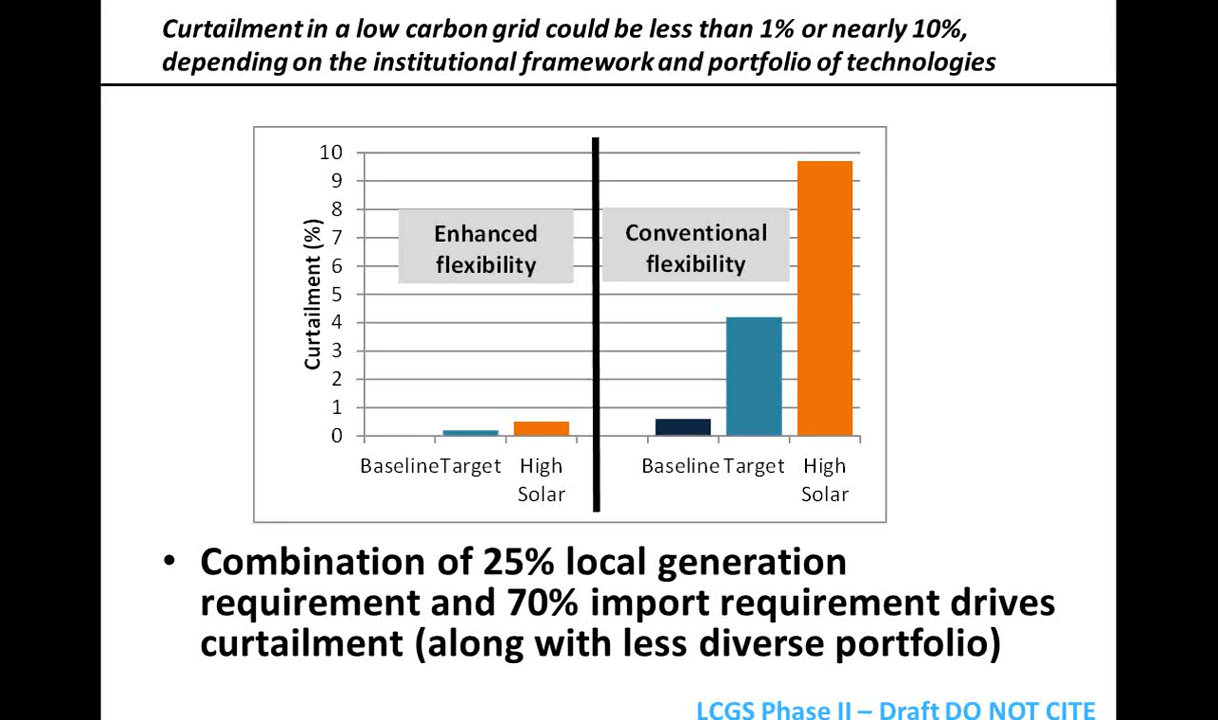 Curtailment in a low carbon grid could be less than 1% or nearly 10%,
depending on the institutional framework and portfolio of technologies
10
9
8
7
6
5
4
3
2
1
0
Curtailment (%)
Enhanced
flexibility
Conventional
flexibility
Baseline Target High
Solar
Baseline Target High
Solar
• Combination of 25% local generation
requirement and 70% import requirement drives
curtailment (along with less diverse portfolio)
LCGS Phase II – Draft DO NOT CITE